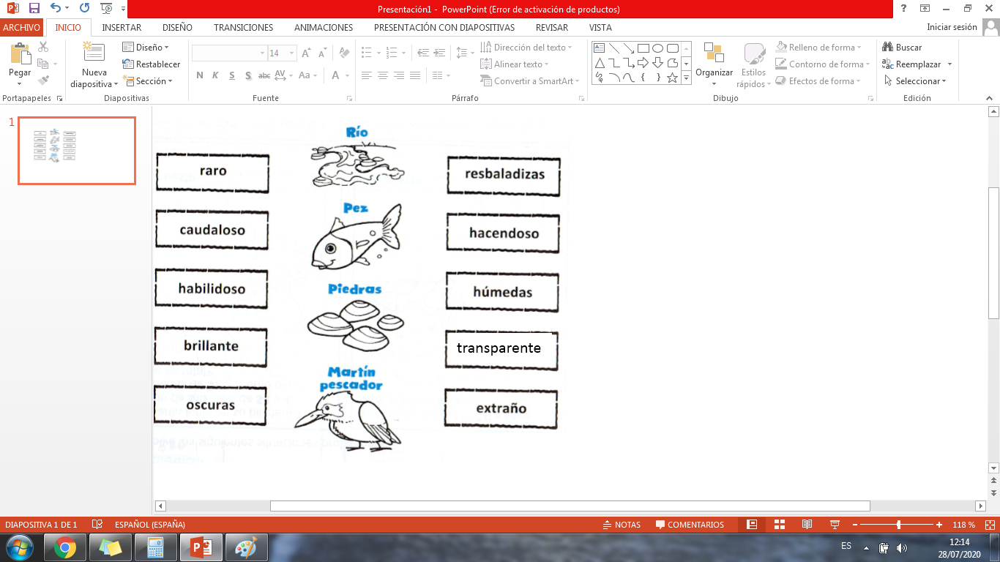 Presentación1 - PowerPoint (Error de activación de productos)
ARCHIVO INICIO INSERTAR DISEÑO TRANSICIONES ANIMACIONES PRESENTACIÓN CON DIAPOSITIVAS REVISAR VISTA Iniciar sesión
Pegar
Portapapeles
Nueva diapositiva
Diseño
Restablecer
Sección
Diapositivas
14
N K S S abc AV Aa A
Fuente
Dirección del texto
Alinear texto
Convertir a SmartArt
Párrafo
Organizar
Estilos rápidos
Relleno de forma
Contorno de forma
Efectos de forma
Dibujo
Buscar
Reemplazar
Seleccionar
Edición
1
Río
raro
resbaladizas
Pez
caudaloso
hacendoso
Piedras
habilidoso
húmedas
brillante
transparente
Martín
pescador
oscuras
extraño
DIAPOSITIVA 1 DE 1 ESPAÑOL (ESPAÑA) NOTAS COMENTARIOS 118 %
ES
12:14
28/07/2020